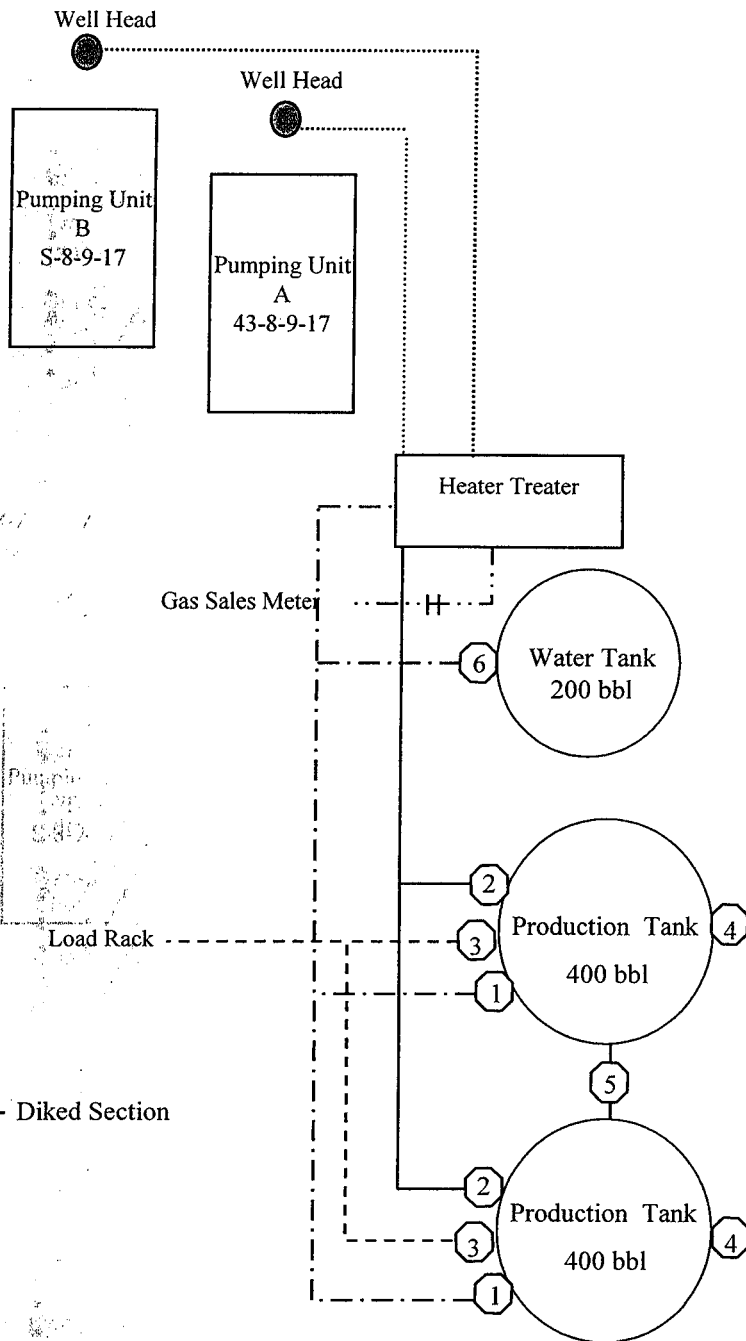 Well Head
Well Head
Pumping Unit
B
S-8-9-17
Pumping Unit
A
43-8-9-17
Heater Treater
Gas Sales Meter
6
Water Tank
200 bbl
2
Production Tank
400 bbl
4
Load Rack
3
1
5
Diked Section
2
Production Tank
400 bbl
4
3
1